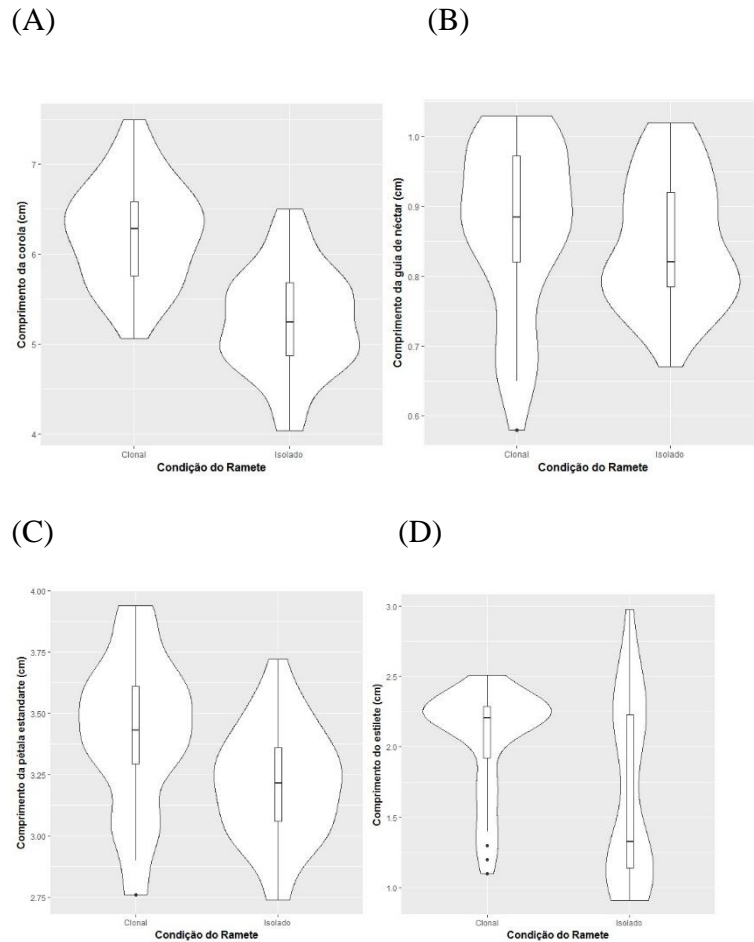 (A)
(B)
Comprimento da corola (cm)
7
6
5
4
Clonal
Isolado
Condição do Ramete
Comprimento da guia de néctar (cm)
1.0
0.9
0.8
0.7
0.6
Clonal
Isolado
Condição do Ramete
(C)
(D)
Comprimento da pétala estandarte (cm)
4.00
3.75
3.50
3.25
3.00
2.75
Clonal
Isolado
Condição do Ramete
Comprimento do estilete (cm)
3.0
2.5
2.0
1.5
1.0
Clonal
Isolado
Condição do Ramete